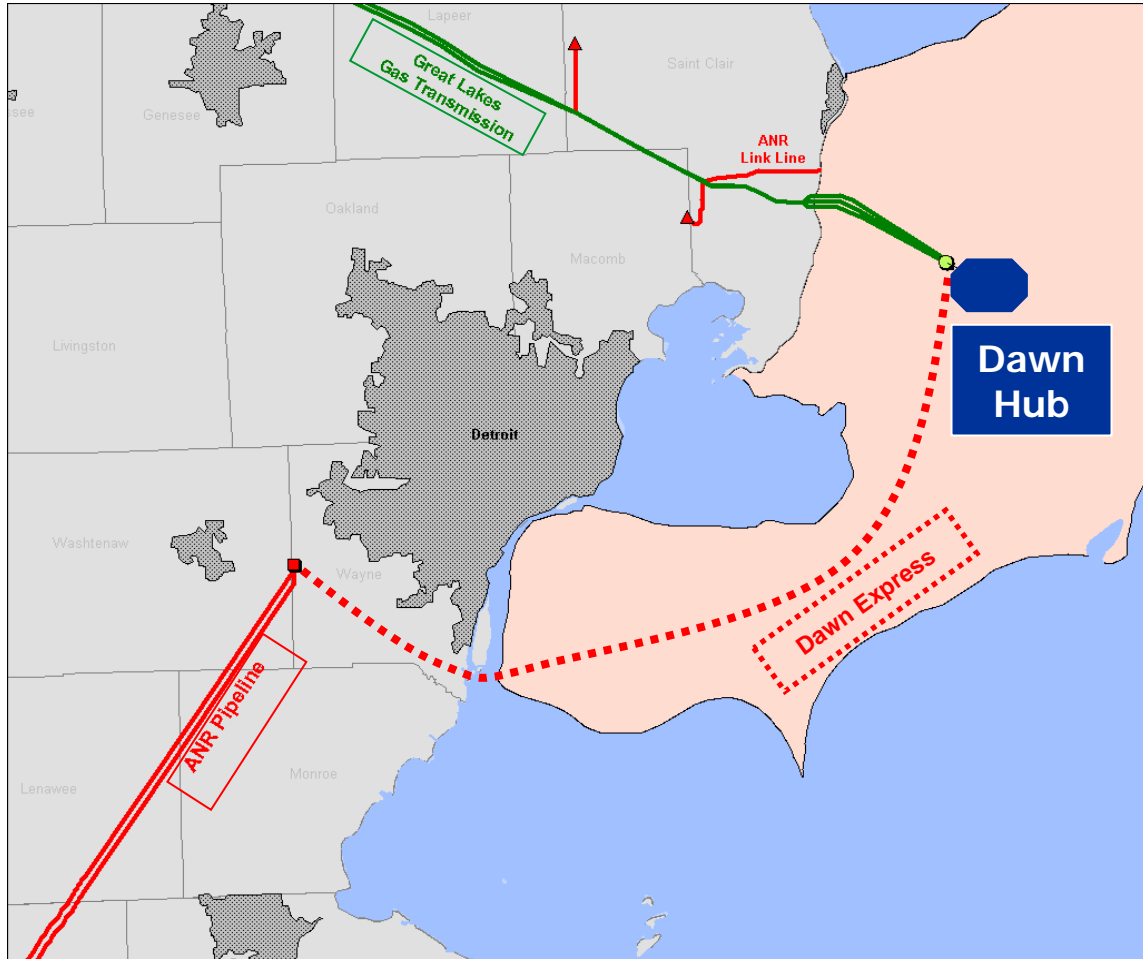 Lapeer
Great Lakes
Gas Transmission
Saint Clair
ssee
Genesee
ANR
Link Line
Oakland
Macomb
Livingston
Dawn
Hub
Detroit
Washtenaw
Wayne
Dawn Express
ANR Pipeline
Monroe
Lenawee